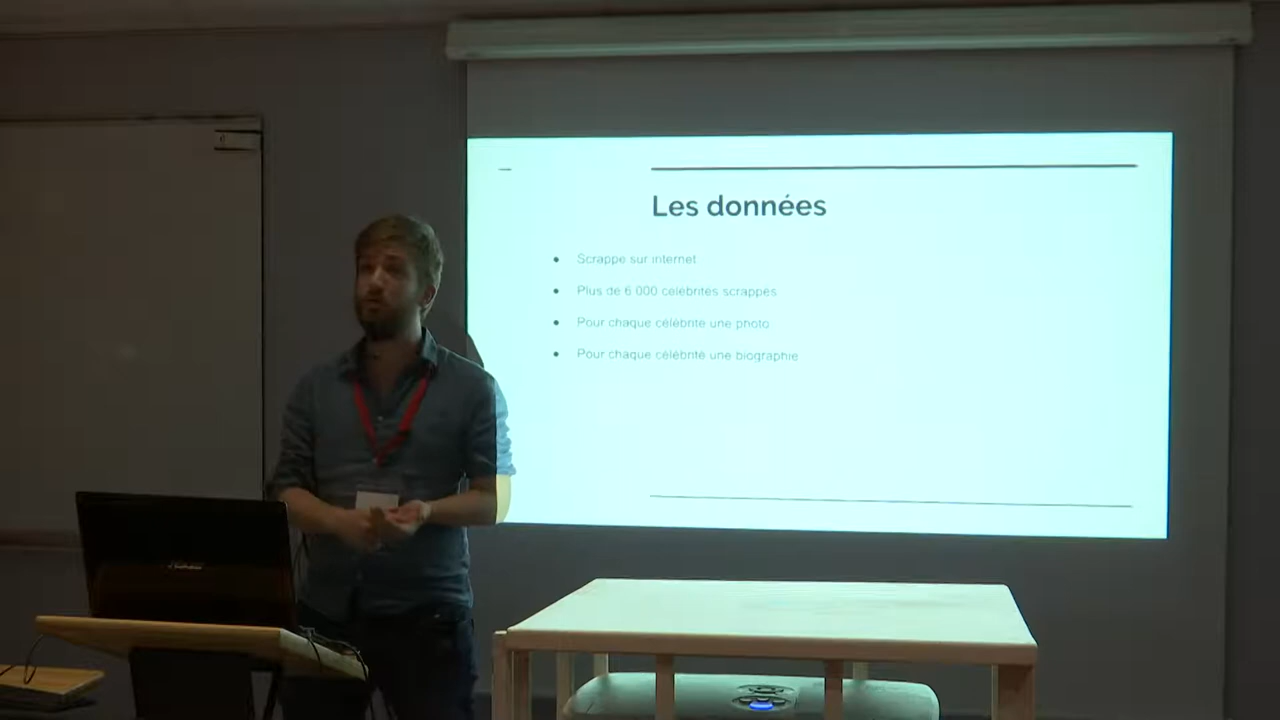 Les données
Scrappé sur internet
Plus de 6 000 célébrités scrappés
Pour chaque célébrité une photo
Pour chaque célébrité une biographie